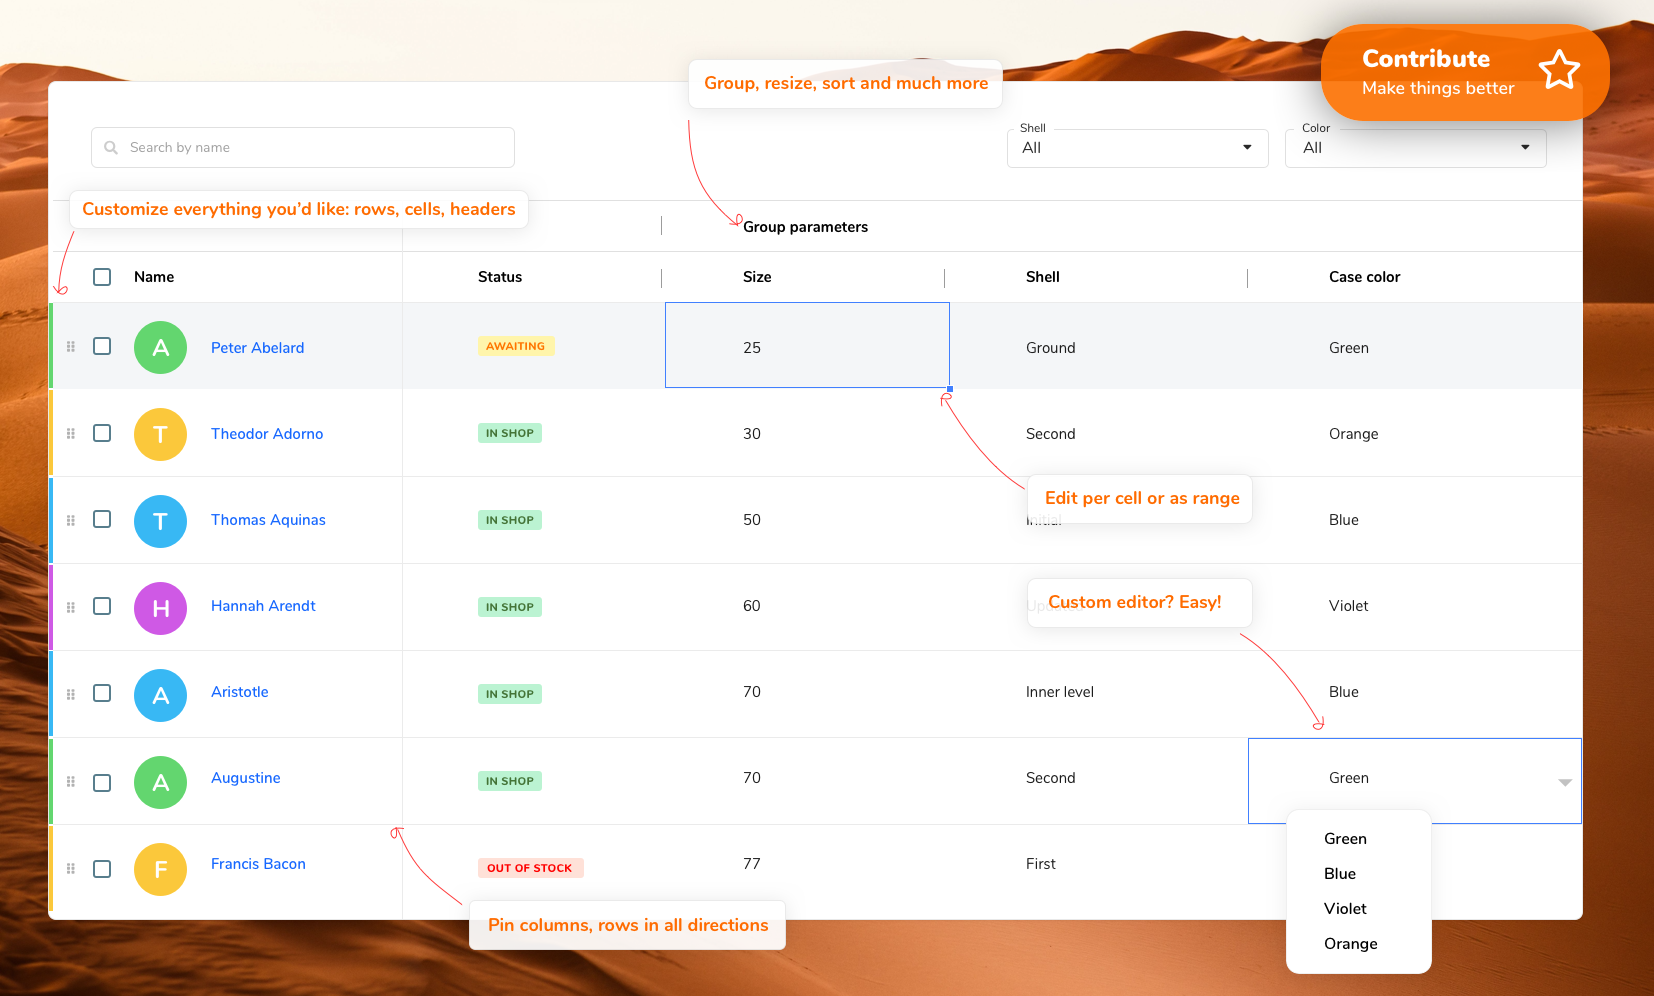 Contribute
Make things better
Group, resize, sort and much more
Search by name
Shell
All
Color
All
Customize everything you'd like: rows, cells, headers
Group parameters
Name Status Size Shell Case color
A Peter Abelard AWAITING 25 Ground Green
T Theodor Adorno IN SHOP 30 Second Orange
Edit per cell or as range
T Thomas Aquinas IN SHOP 50 Initial Blue
Custom editor? Easy!
H Hannah Arendt IN SHOP 60 Violet
A Aristotle IN SHOP 70 Inner level Blue
A Augustine IN SHOP 70 Second Green
F Francis Bacon OUT OF STOCK 77 First
Green
Blue
Violet
Orange
Pin columns, rows in all directions